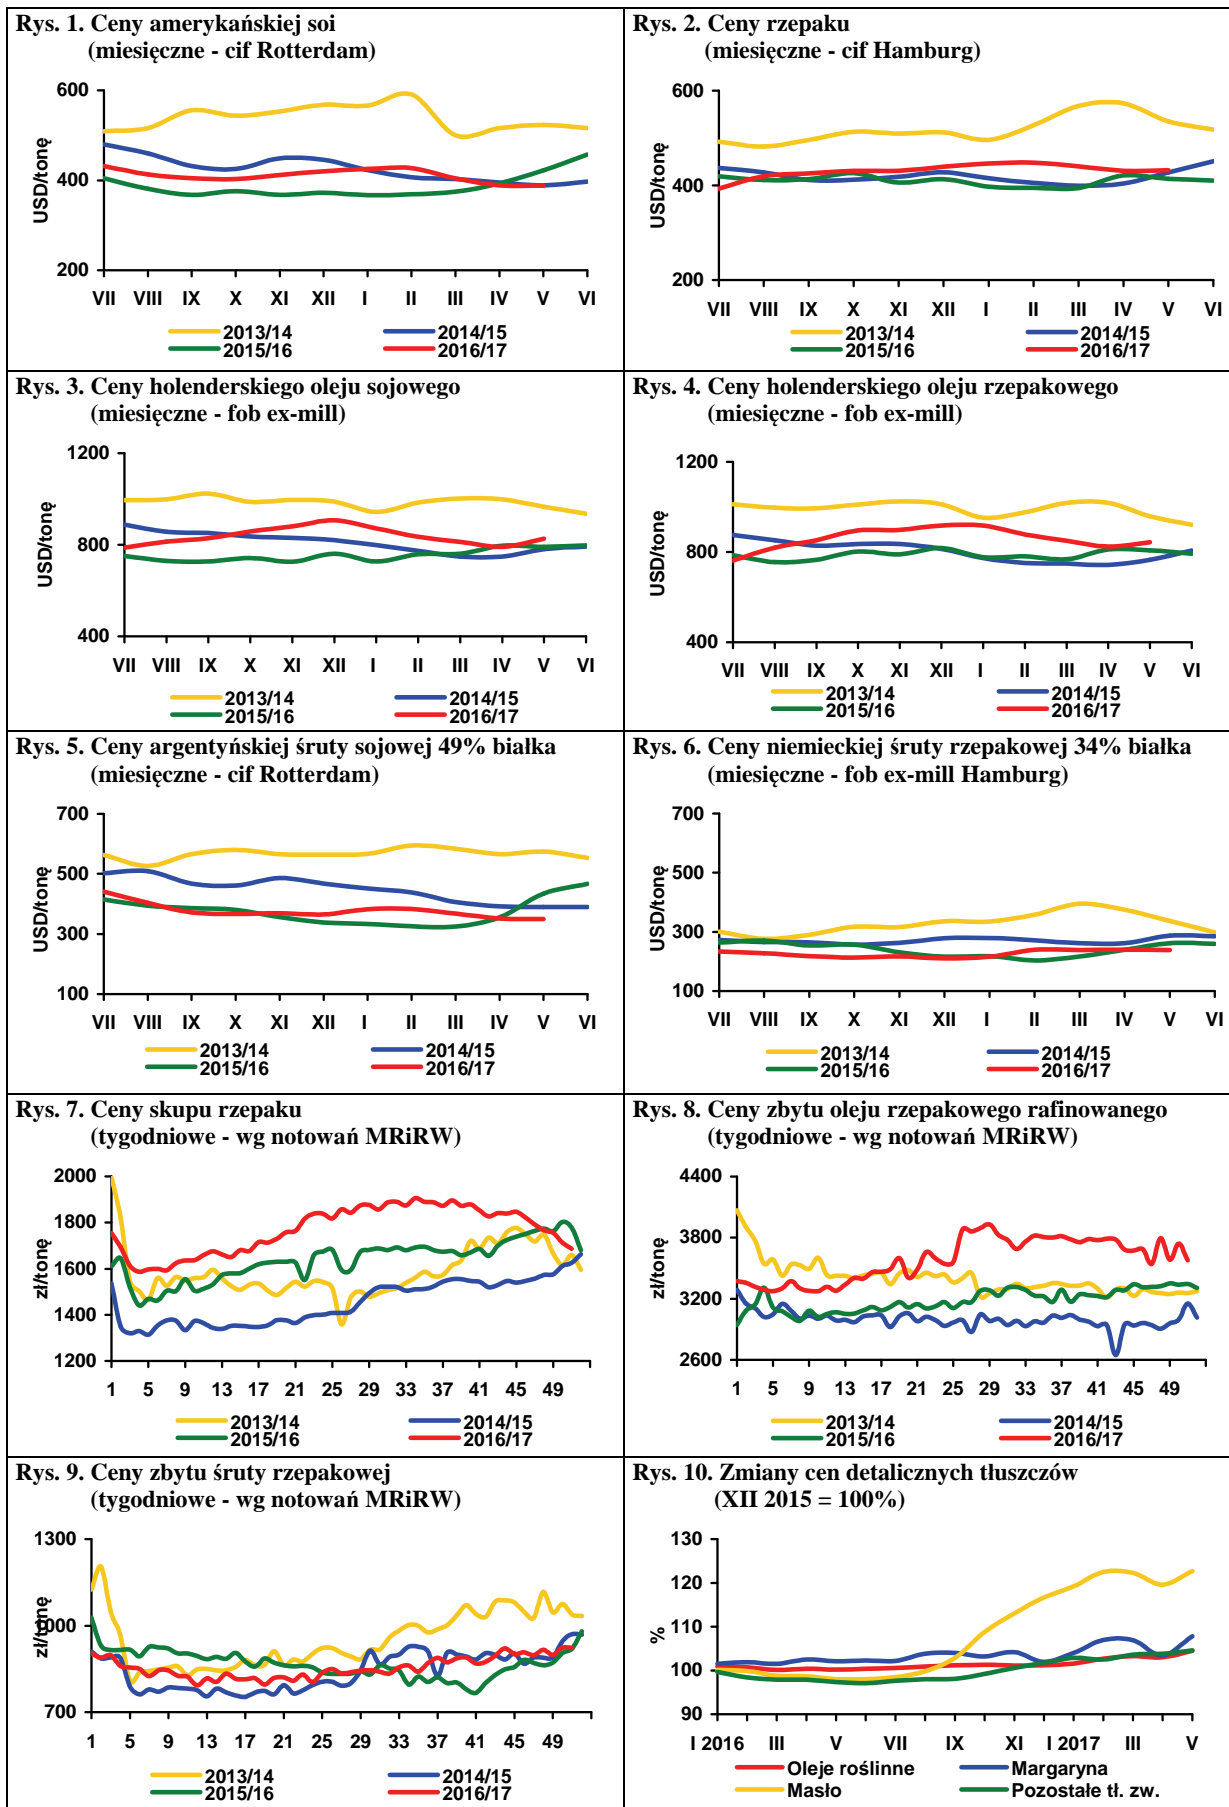 Rys. 1. Ceny amerykańskiej soi
(miesięczne - cif Rotterdam)
600
400
200
USD/tonę
VII VIII IX X XI XII I II III IV V VI
2013/14 2014/15
2015/16 2016/17
Rys. 2. Ceny rzepaku
(miesięczne - cif Hamburg)
600
400
200
USD/tonę
VII VIII IX X XI XII I II III IV V VI
2013/14 2014/15
2015/16 2016/17
Rys. 3. Ceny holenderskiego oleju sojowego
(miesięczne - fob ex-mill)
1200
800
400
USD/tonę
VII VIII IX X XI XII I II III IV V VI
2013/14 2014/15
2015/16 2016/17
Rys. 4. Ceny holenderskiego oleju rzepakowego
(miesięczne - fob ex-mill)
1200
800
400
USD/tonę
VII VIII IX X XI XII I II III IV V VI
2013/14 2014/15
2015/16 2016/17
Rys. 5. Ceny argentyńskiej śruty sojowej 49% białka
(miesięczne - cif Rotterdam)
700
500
300
100
USD/tonę
VII VIII IX X XI XII I II III IV V VI
2013/14 2014/15
2015/16 2016/17
Rys. 6. Ceny niemieckiej śruty rzepakowej 34% białka
(miesięczne - fob ex-mill Hamburg)
700
500
300
100
USD/tonę
VII VIII IX X XI XII I II III IV V VI
2013/14 2014/15
2015/16 2016/17
Rys. 7. Ceny skupu rzepaku
(tygodniowe - wg notowań MRiRW)
2000
1800
1600
1400
1200
zł/tonę
1 5 9 13 17 21 25 29 33 37 41 45 49
2013/14 2014/15
2015/16 2016/17
Rys. 8. Ceny zbytu oleju rzepakowego rafinowanego
(tygodniowe - wg notowań MRiRW)
4400
3800
3200
2600
zł/tonę
1 5 9 13 17 21 25 29 33 37 41 45 49
2013/14 2014/15
2015/16 2016/17
Rys. 9. Ceny zbytu śruty rzepakowej
(tygodniowe - wg notowań MRiRW)
1300
1000
700
zł/tonę
1 5 9 13 17 21 25 29 33 37 41 45 49
2013/14 2014/15
2015/16 2016/17
Rys. 10. Zmiany cen detalicznych tłuszczów
(XII 2015 = 100%)
130
120
110
100
90
%
I 2016 III V VII IX XI I 2017 III V
Oleje roślinne Margaryna
Masło Pozostałe tł. zw.